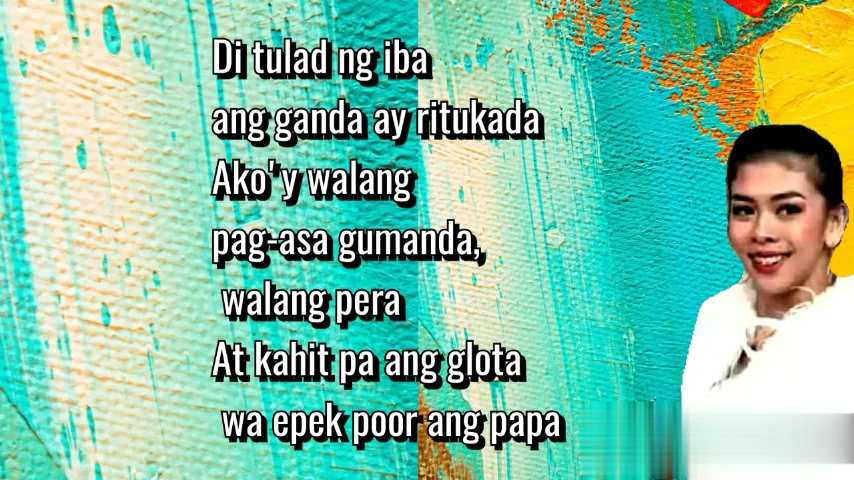 Di tulad ng iba
ang ganda ay ritukada
Ako'y walang
pag-asa gumanda,
walang pera
At kahit pa ang glota
wa epek poor ang papa